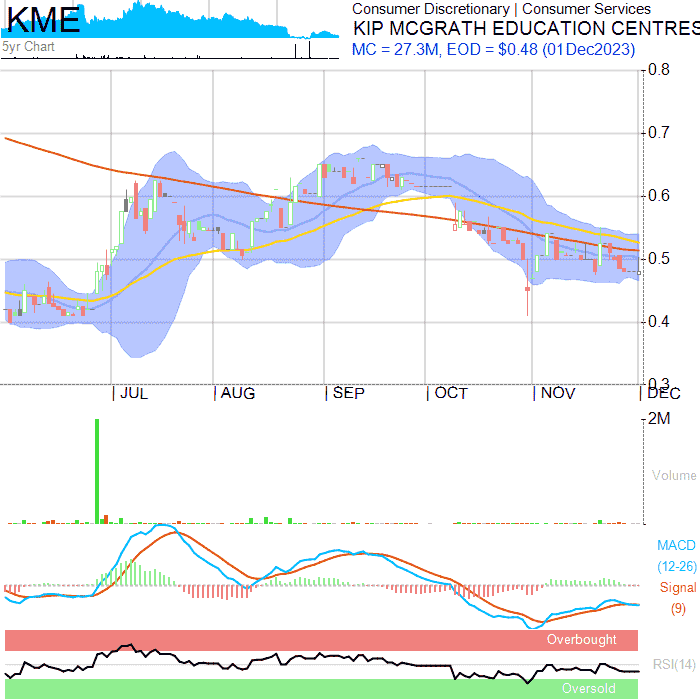 KME
5yr Chart
Consumer Discretionary | Consumer Services
KIP MCGRATH EDUCATION CENTRES
MC = 27.3M, EOD = $0.48 (01Dec2023)
0.8
0.7
0.6
0.5
0.4
0.3
JUL AUG SEP OCT NOV DEC
2M
Volume
MACD
(12-26)
Signal
(9)
Overbought
RSI(14)
Oversold